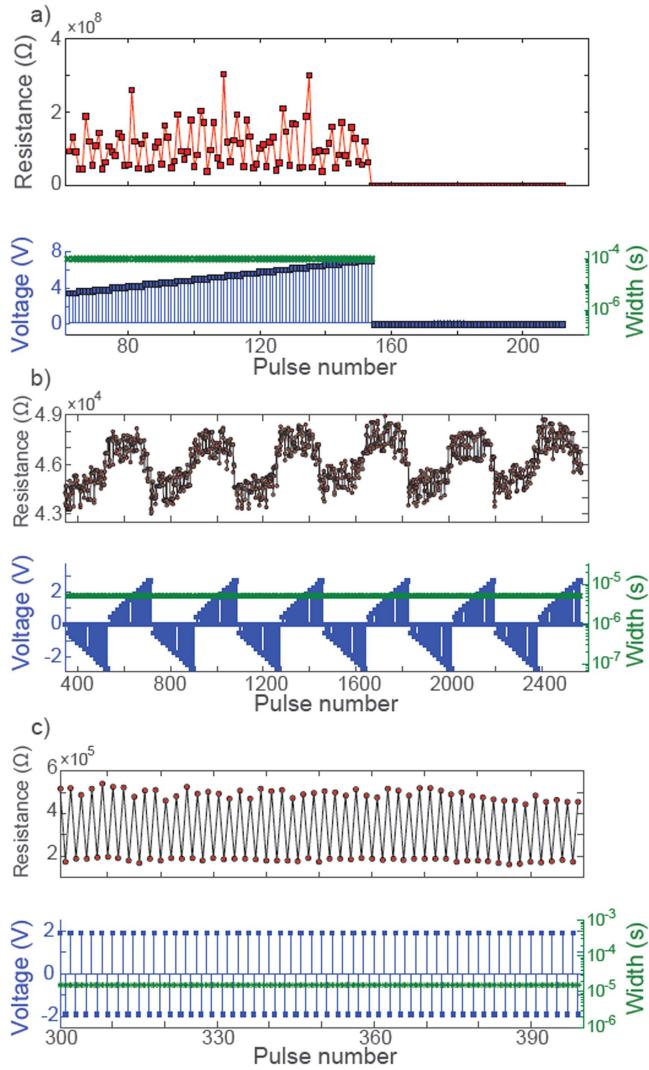 a)
×10⁸
Resistance (Ω)
4
2
0
Voltage (V)
8
4
0
10⁻⁴
10⁻⁶
Width (s)
80 120 160 200
Pulse number
b)
×10⁴
Resistance (Ω)
4.9
4.6
4.3
Voltage (V)
2
0
-2
10⁻⁵
10⁻⁶
10⁻⁷
Width (s)
400 800 1200 1600 2000 2400
Pulse number
c)
×10⁵
Resistance (Ω)
6
4
2
Voltage (V)
2
0
-2
10⁻³
10⁻⁴
10⁻⁵
10⁻⁶
Width (s)
300 330 360 390
Pulse number